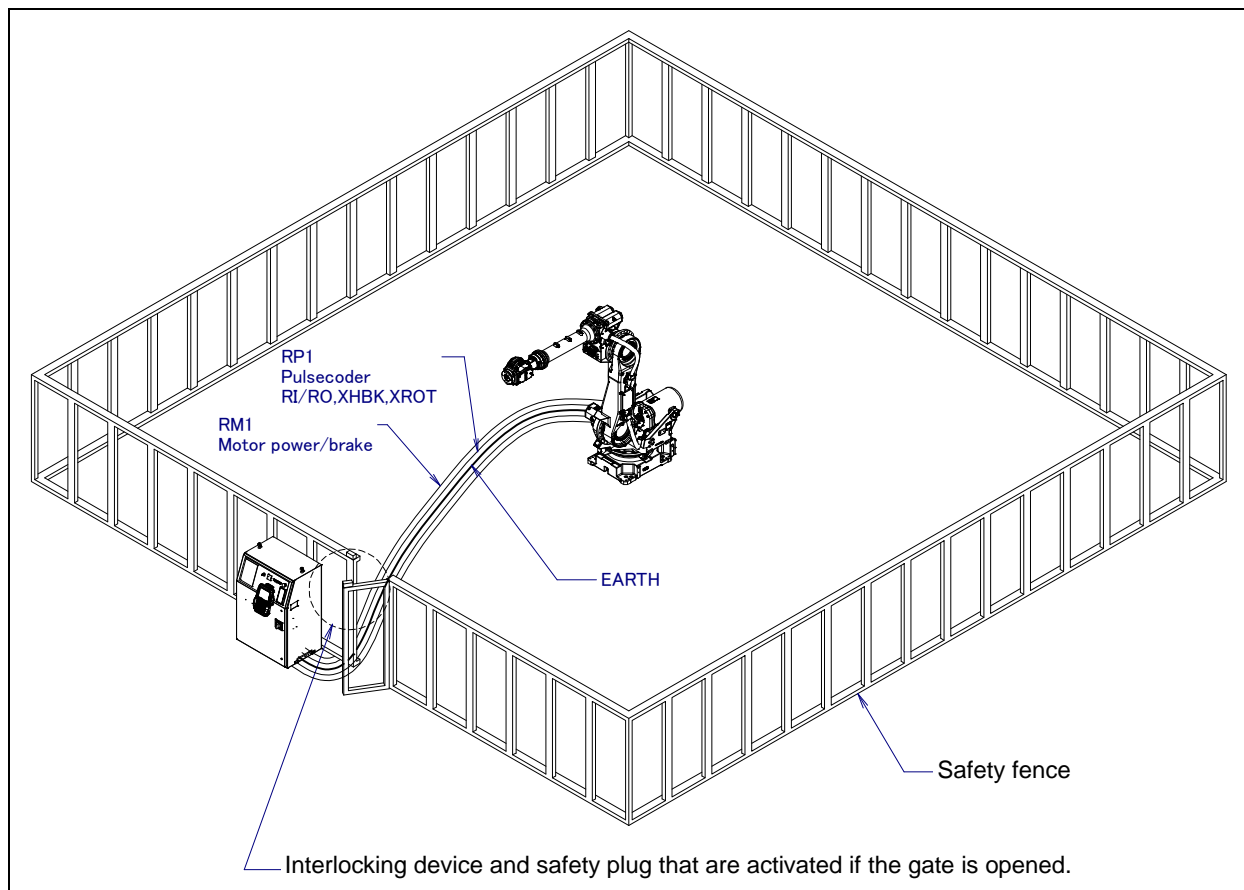 RP1
Pulsecoder
RI/RO,XHBK,XROT
RM1
Motor power/brake
EARTH
Safety fence
Interlocking device and safety plug that are activated if the gate is opened.